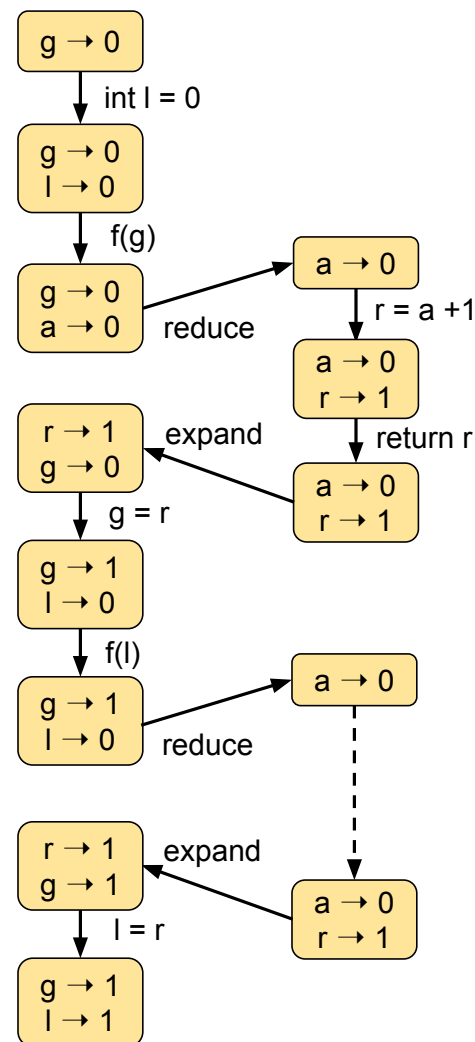 g → 0
int l = 0
g → 0
l → 0
f(g)
g → 0
a → 0
reduce
a → 0
r = a +1
a → 0
r → 1
return r
a → 0
r → 1
expand
r → 1
g → 0
g = r
g → 1
l → 0
f(l)
g → 1
l → 0
reduce
a → 0
a → 0
r → 1
expand
r → 1
g → 1
l = r
g → 1
l → 1